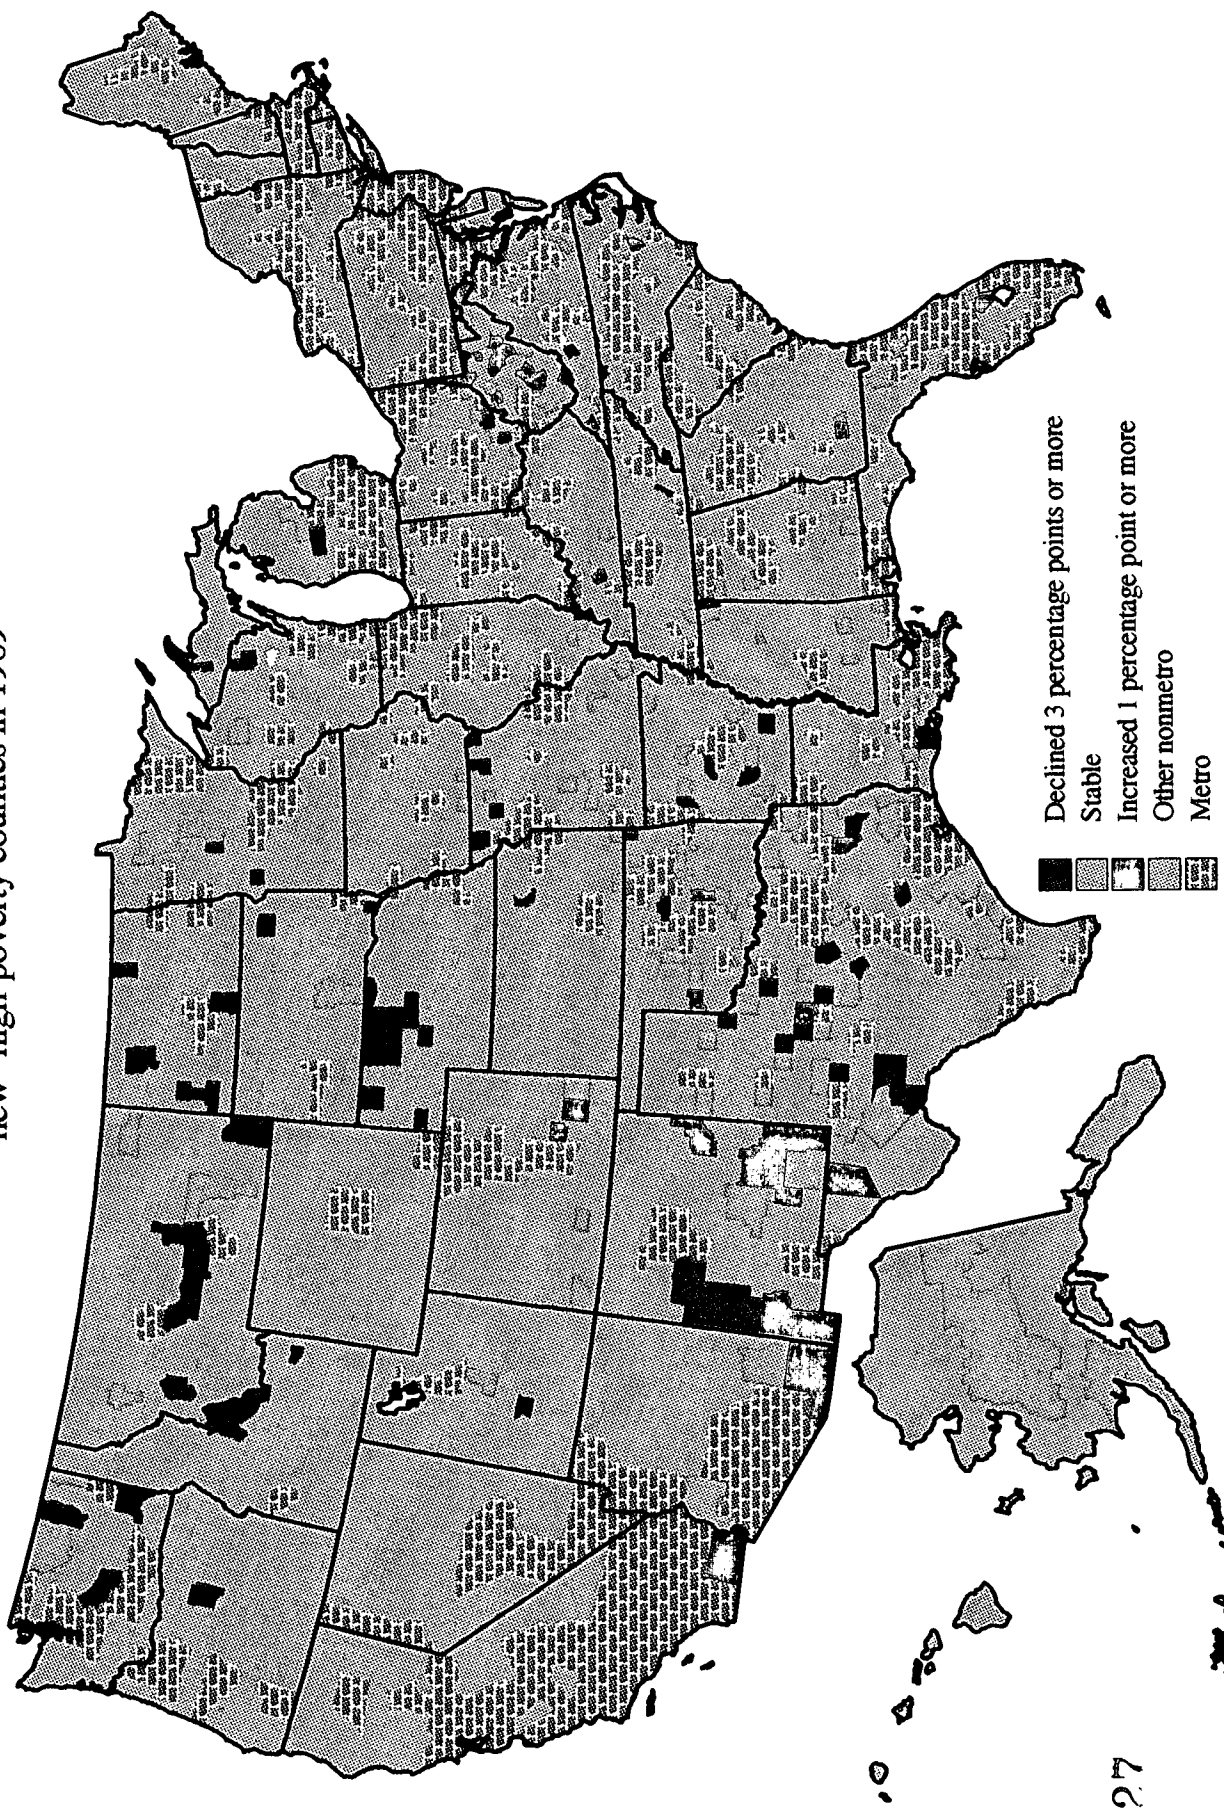 "new" high poverty counties in 1989
Declined 3 percentage points or more
Stable
Increased 1 percentage point or more
Other nonmetro
Metro
27